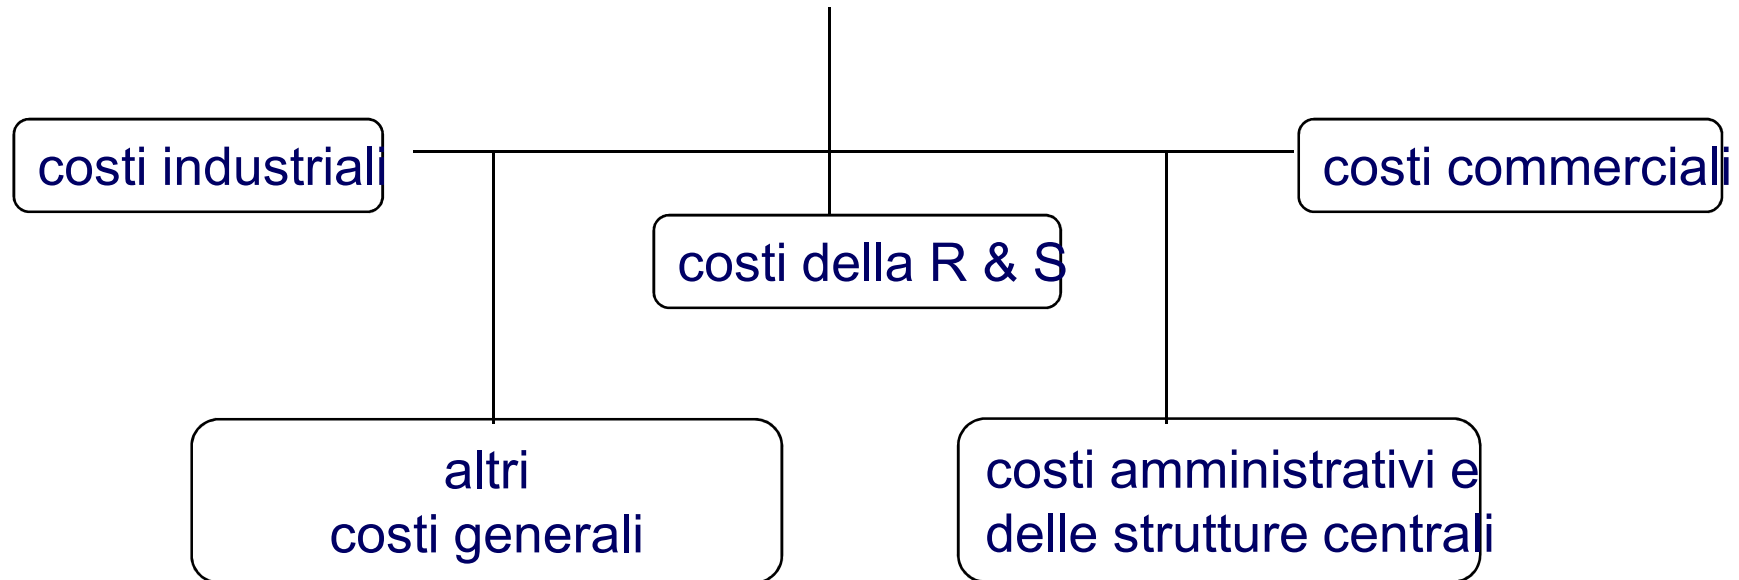 costi industriali
costi commerciali
costi della R & S
altri
costi generali
costi amministrativi e
delle strutture centrali